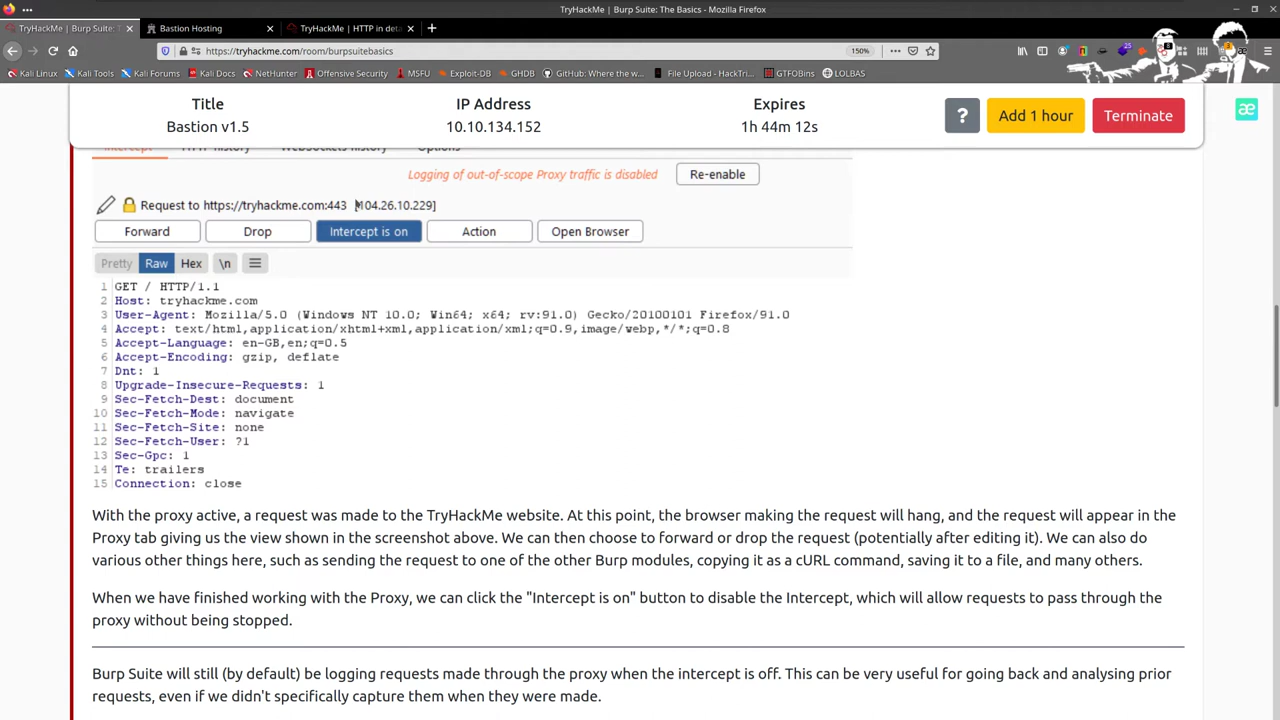 TryHackMe | Burp Suite: The Basics - Mozilla Firefox
TryHackMe | Burp Suite: T
Bastion Hosting
TryHackMe | HTTP in deta
https://tryhackme.com/room/burpsuitebasics
150%
Kali Linux
Kali Tools
Kali Forums
Kali Docs
NetHunter
Offensive Security
MSFU
Exploit-DB
GHDB
GitHub: Where the w...
File Upload - HackTri...
GTFOBins
LOLBAS
Title
IP Address
Expires
Bastion v1.5
10.10.134.152
1h 44m 12s
?
Add 1 hour
Terminate
Intercept
HTTP history
WebSockets history
Options
Logging of out-of-scope Proxy traffic is disabled
Re-enable
Request to https://tryhackme.com:443 [104.26.10.229]
Forward
Drop
Intercept is on
Action
Open Browser
Pretty
Raw
Hex
\n
1 GET / HTTP/1.1
2 Host: tryhackme.com
3 User-Agent: Mozilla/5.0 (Windows NT 10.0; Win64; x64; rv:91.0) Gecko/20100101 Firefox/91.0
4 Accept: text/html,application/xhtml+xml,application/xml;q=0.9,image/webp,*/*;q=0.8
5 Accept-Language: en-GB,en;q=0.5
6 Accept-Encoding: gzip, deflate
7 Dnt: 1
8 Upgrade-Insecure-Requests: 1
9 Sec-Fetch-Dest: document
10 Sec-Fetch-Mode: navigate
11 Sec-Fetch-Site: none
12 Sec-Fetch-User: ?1
13 Sec-Gpc: 1
14 Te: trailers
15 Connection: close
With the proxy active, a request was made to the TryHackMe website. At this point, the browser making the request will hang, and the request will appear in the
Proxy tab giving us the view shown in the screenshot above. We can then choose to forward or drop the request (potentially after editing it). We can also do
various other things here, such as sending the request to one of the other Burp modules, copying it as a cURL command, saving it to a file, and many others.
When we have finished working with the Proxy, we can click the "Intercept is on" button to disable the Intercept, which will allow requests to pass through the
proxy without being stopped.
Burp Suite will still (by default) be logging requests made through the proxy when the intercept is off. This can be very useful for going back and analysing prior
requests, even if we didn't specifically capture them when they were made.